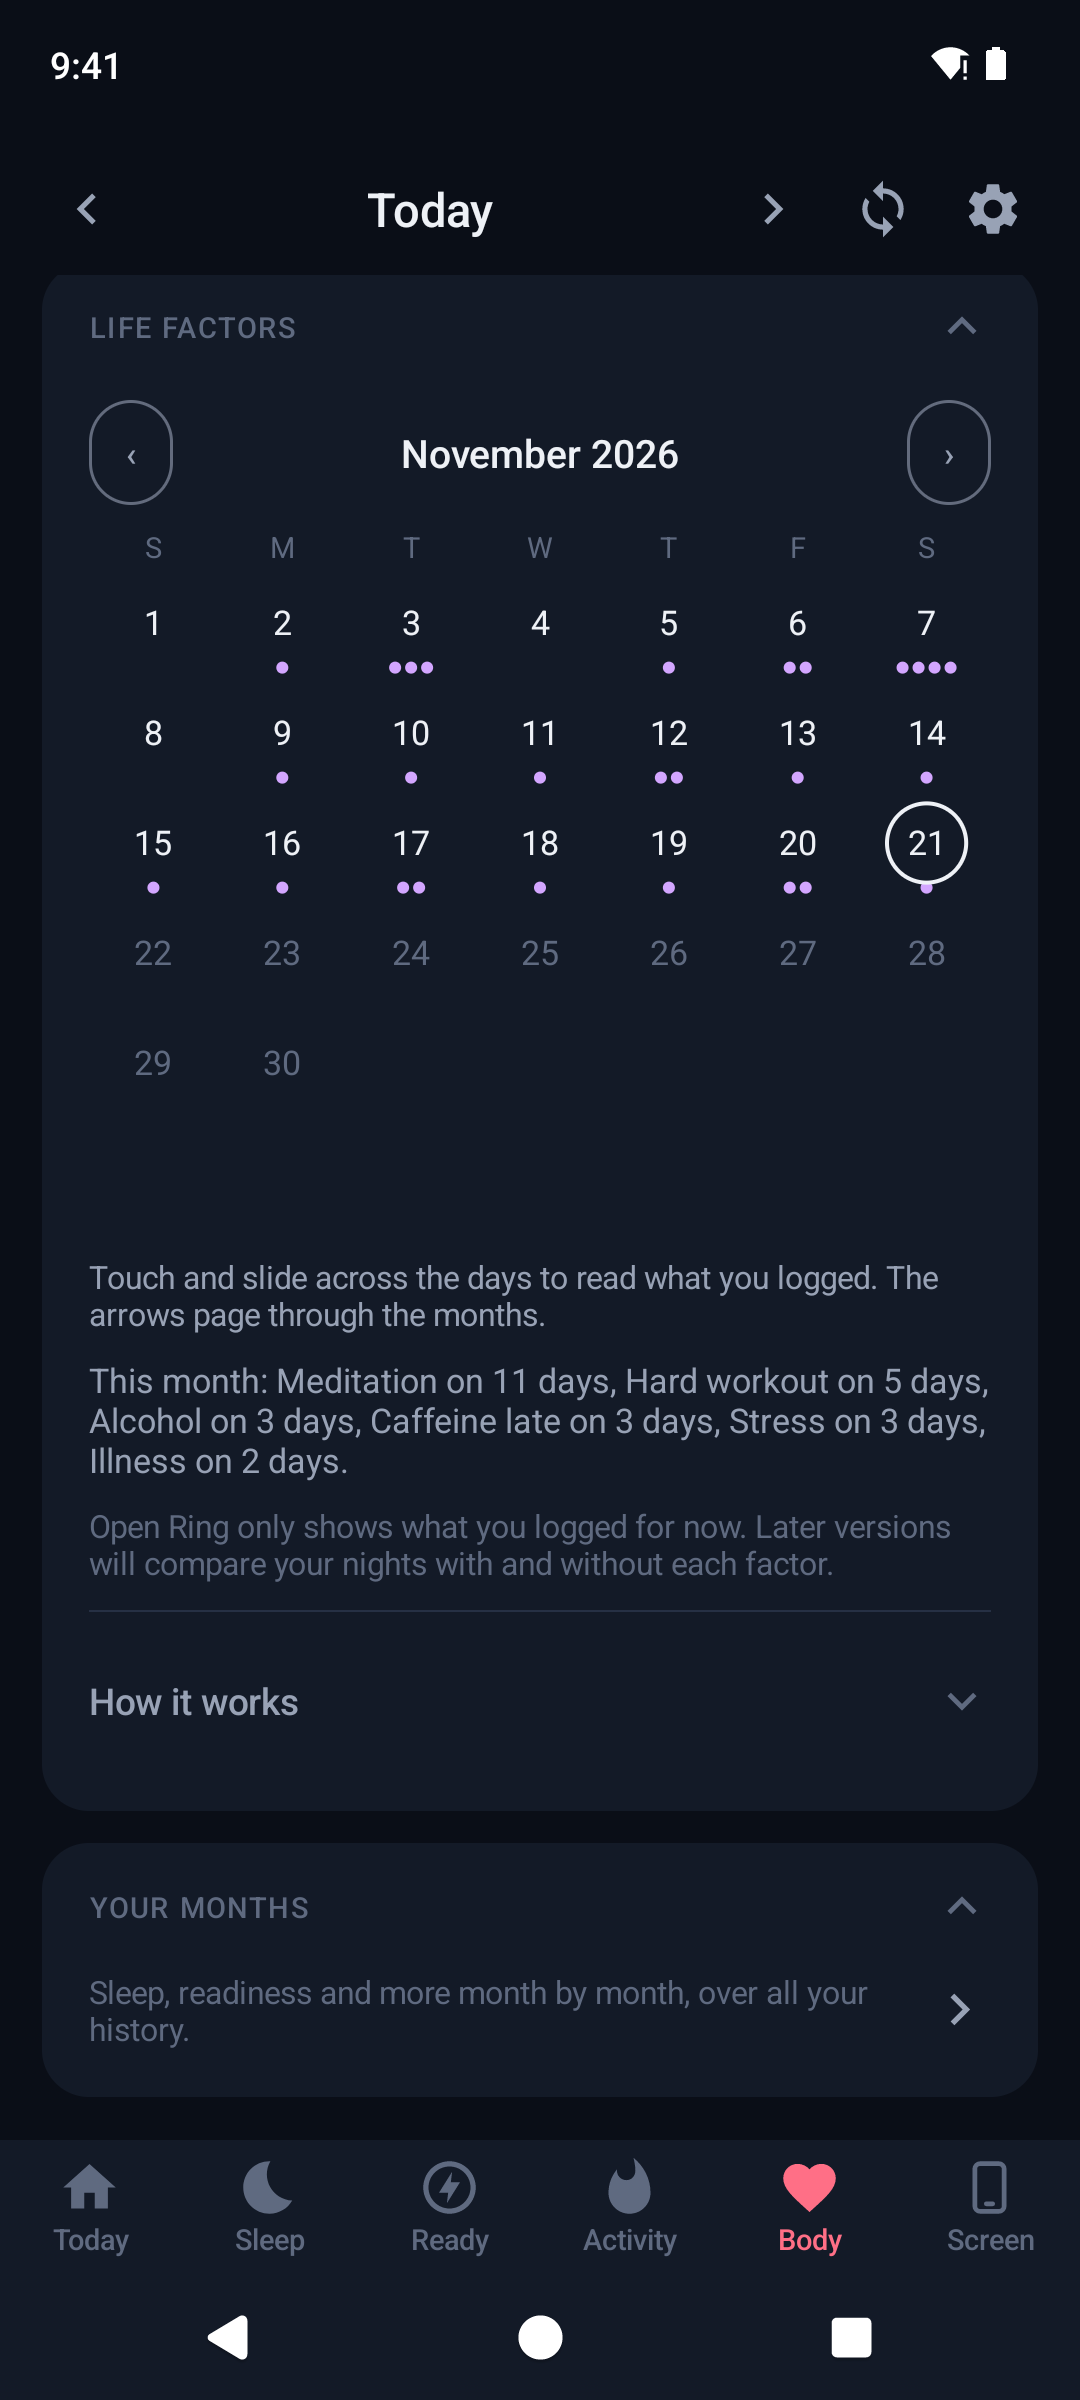 9:41
Today
LIFE FACTORS
‹ November 2026 ›
S M T W T F S
1 2 3 4 5 6 7
8 9 10 11 12 13 14
15 16 17 18 19 20 21
22 23 24 25 26 27 28
29 30
Touch and slide across the days to read what you logged. The
arrows page through the months.
This month: Meditation on 11 days, Hard workout on 5 days,
Alcohol on 3 days, Caffeine late on 3 days, Stress on 3 days,
Illness on 2 days.
Open Ring only shows what you logged for now. Later versions
will compare your nights with and without each factor.
How it works
YOUR MONTHS
Sleep, readiness and more month by month, over all your
history.
Today Sleep Ready Activity Body Screen